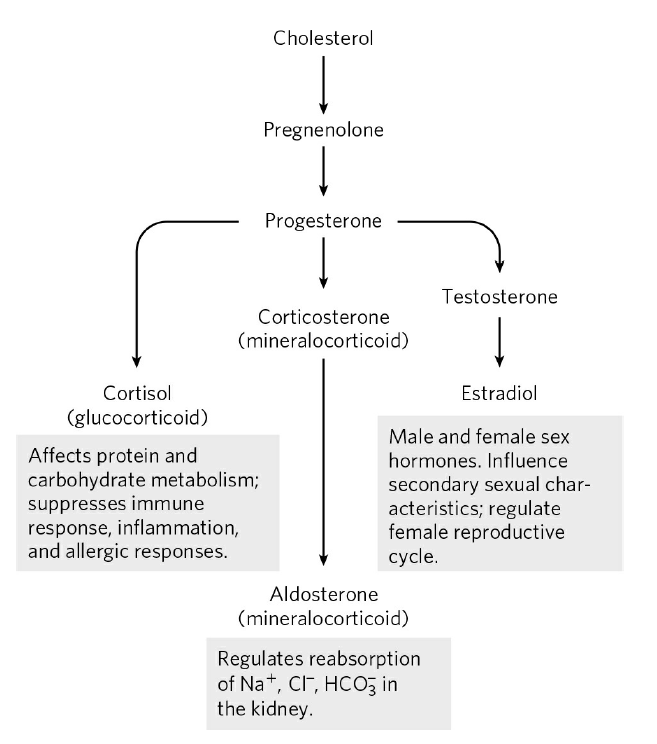 Cholesterol
Pregnenolone
Progesterone
Corticosterone
(mineralocorticoid)
Testosterone
Cortisol
(glucocorticoid)
Affects protein and
carbohydrate metabolism;
suppresses immune
response, inflammation,
and allergic responses.
Estradiol
Male and female sex
hormones. Influence
secondary sexual char-
acteristics; regulate
female reproductive
cycle.
Aldosterone
(mineralocorticoid)
Regulates reabsorption
of Na⁺, Cl⁻, HCO₃⁻ in
the kidney.